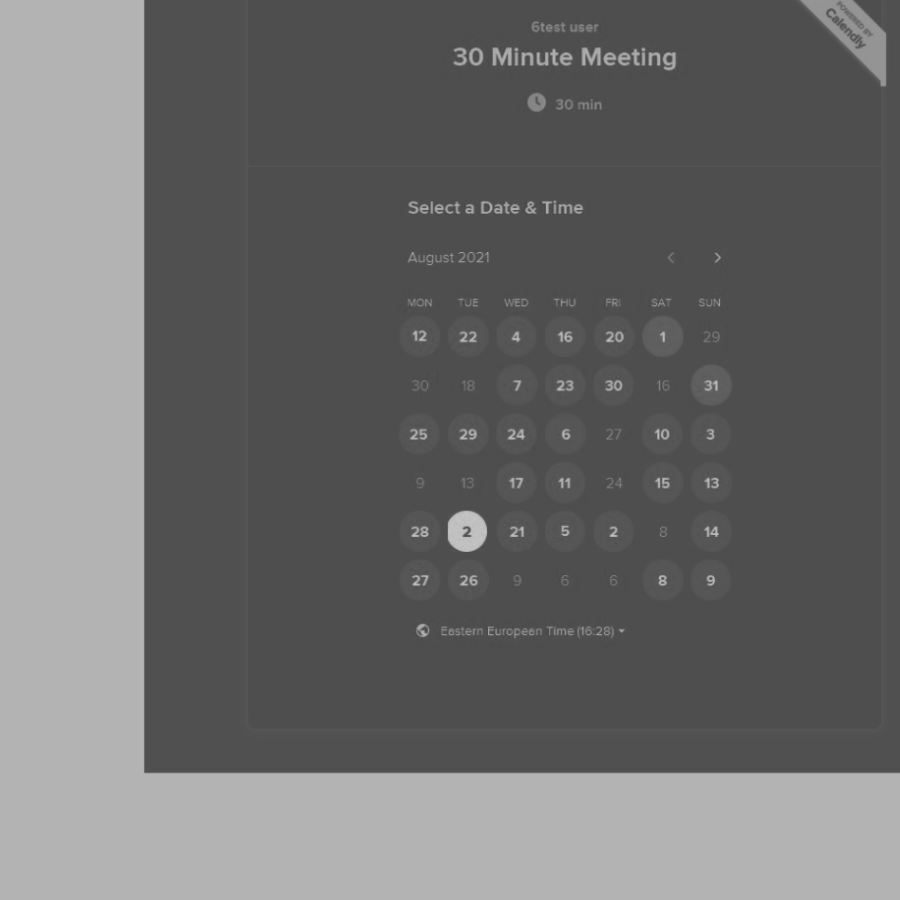 POWERED BY
Calendly
6test user
30 Minute Meeting
30 min
Select a Date & Time
August 2021
MON TUE WED THU FRI SAT SUN
12 22 4 16 20 1 29
30 18 7 23 30 16 31
25 29 24 6 27 10 3
9 13 17 11 24 15 13
28 2 21 5 2 8 14
27 26 9 6 6 8 9
Eastern European Time (16:28)